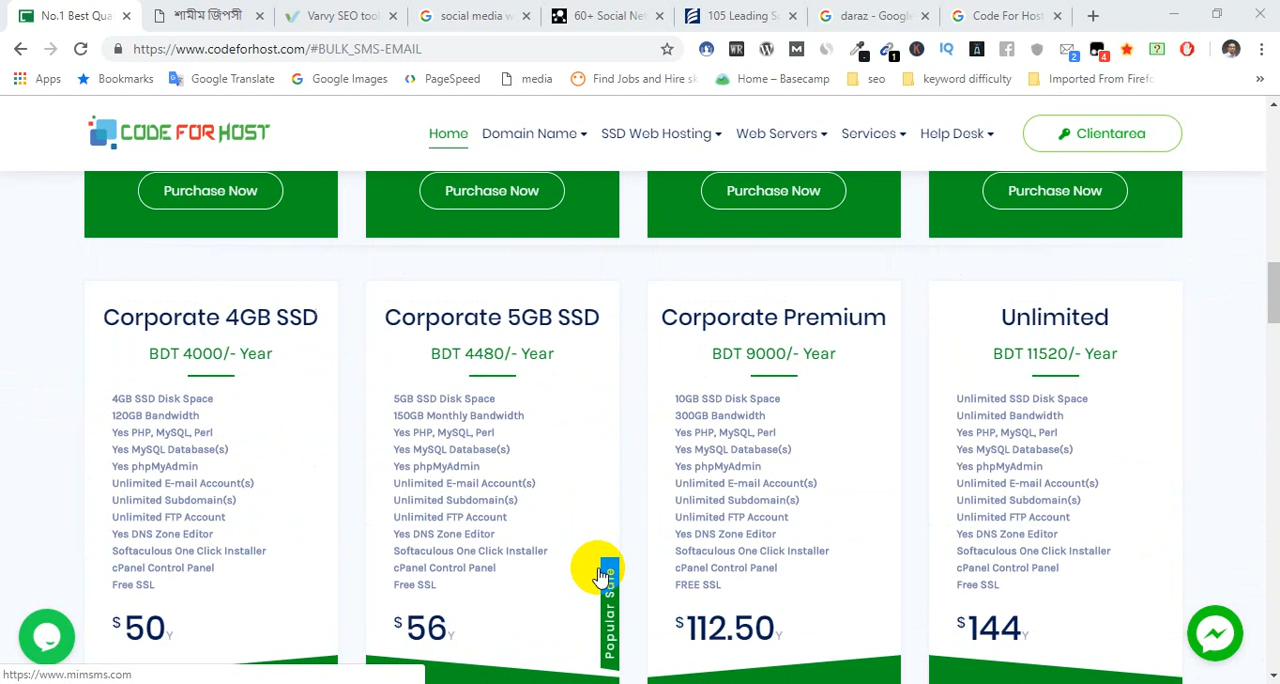 No.1 Best Qua
শামীম জিপসী
Varvy SEO tool
social media w
60+ Social Net
105 Leading So
daraz - Google
Code For Host
https://www.codeforhost.com/#BULK_SMS-EMAIL
Apps
Bookmarks
Google Translate
Google Images
PageSpeed
media
Find Jobs and Hire sk
Home – Basecamp
seo
keyword difficulty
Imported From Firefo
CODE FOR HOST
Home
Domain Name
SSD Web Hosting
Web Servers
Services
Help Desk
Clientarea
Purchase Now
Purchase Now
Purchase Now
Purchase Now
Corporate 4GB SSD
BDT 4000/- Year
4GB SSD Disk Space
120GB Bandwidth
Yes PHP, MySQL, Perl
Yes MySQL Database(s)
Yes phpMyAdmin
Unlimited E-mail Account(s)
Unlimited Subdomain(s)
Unlimited FTP Account
Yes DNS Zone Editor
Softaculous One Click Installer
cPanel Control Panel
Free SSL
$50Y
Corporate 5GB SSD
BDT 4480/- Year
5GB SSD Disk Space
150GB Monthly Bandwidth
Yes PHP, MySQL, Perl
Yes MySQL Database(s)
Yes phpMyAdmin
Unlimited E-mail Account(s)
Unlimited Subdomain(s)
Unlimited FTP Account
Yes DNS Zone Editor
Softaculous One Click Installer
cPanel Control Panel
Free SSL
$56Y
Popular Sale
Corporate Premium
BDT 9000/- Year
10GB SSD Disk Space
300GB Bandwidth
Yes PHP, MySQL, Perl
Yes MySQL Database(s)
Yes phpMyAdmin
Unlimited E-mail Account(s)
Unlimited Subdomain(s)
Unlimited FTP Account
Yes DNS Zone Editor
Softaculous One Click Installer
cPanel Control Panel
FREE SSL
$112.50Y
Unlimited
BDT 11520/- Year
Unlimited SSD Disk Space
Unlimited Bandwidth
Yes PHP, MySQL, Perl
Yes MySQL Database(s)
Yes phpMyAdmin
Unlimited E-mail Account(s)
Unlimited Subdomain(s)
Unlimited FTP Account
Yes DNS Zone Editor
Softaculous One Click Installer
cPanel Control Panel
Free SSL
$144Y
https://www.mimsms.com